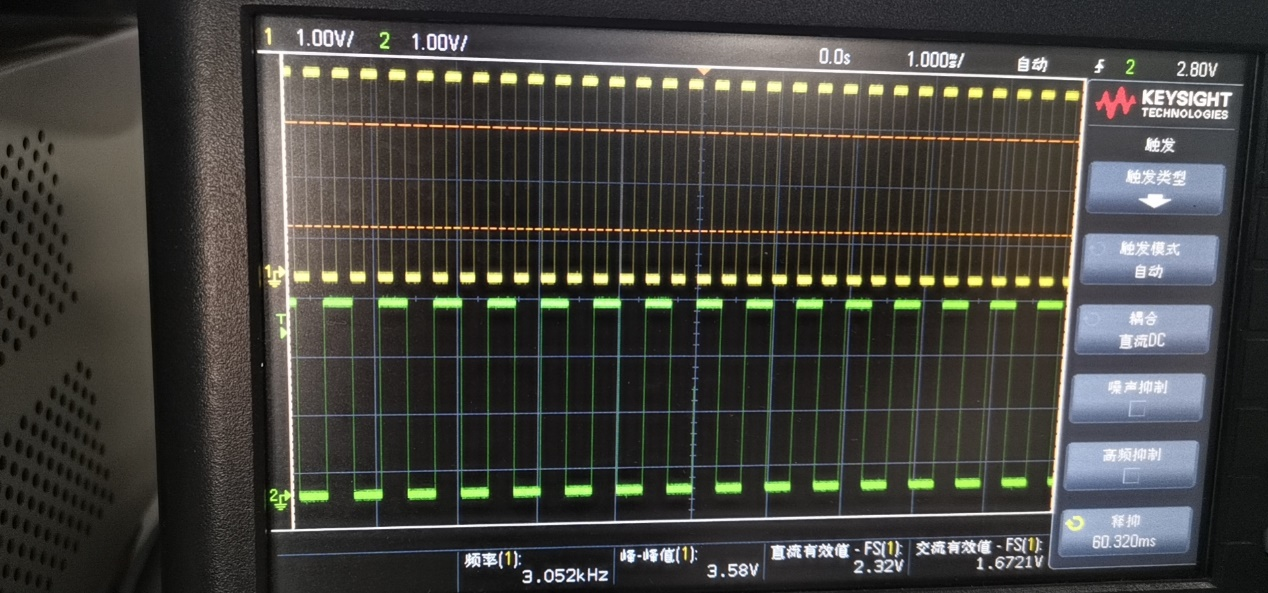 1 1.00V/ 2 1.00V/ 0.0s 1.000ms/ 自动 2 2.80V
KEYSIGHT
TECHNOLOGIES
触发
触发类型
触发模式
自动
耦合
直流DC
噪声抑制
高频抑制
释抑
60.320ms
1
T
2
频率(1):
3.052kHz
峰-峰值(1):
3.58V
直流有效值 - FS(1):
2.32V
交流有效值 - FS(1):
1.6721V